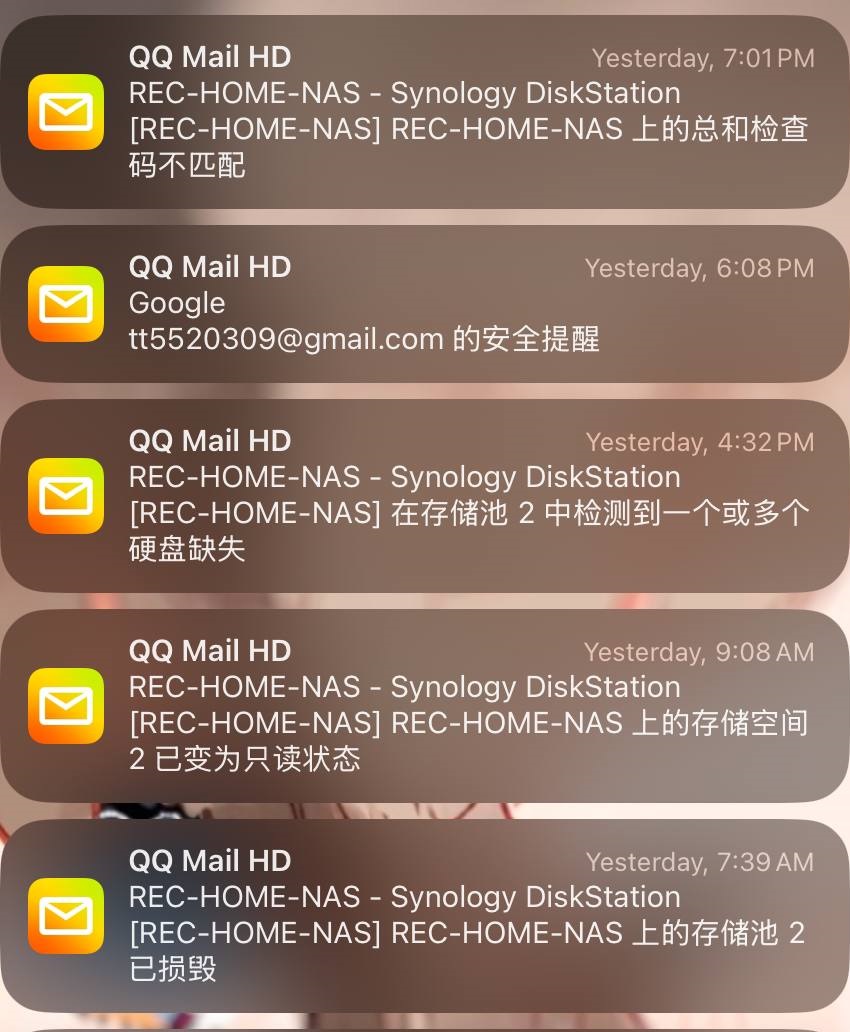 QQ Mail HD
Yesterday, 7:01 PM
REC-HOME-NAS - Synology DiskStation
[REC-HOME-NAS] REC-HOME-NAS 上的总和检查
码不匹配
QQ Mail HD
Yesterday, 6:08 PM
Google
tt5520309@gmail.com 的安全提醒
QQ Mail HD
Yesterday, 4:32 PM
REC-HOME-NAS - Synology DiskStation
[REC-HOME-NAS] 在存储池 2 中检测到一个或多个
硬盘缺失
QQ Mail HD
Yesterday, 9:08 AM
REC-HOME-NAS - Synology DiskStation
[REC-HOME-NAS] REC-HOME-NAS 上的存储空间
2 已变为只读状态
QQ Mail HD
Yesterday, 7:39 AM
REC-HOME-NAS - Synology DiskStation
[REC-HOME-NAS] REC-HOME-NAS 上的存储池 2
已损毁